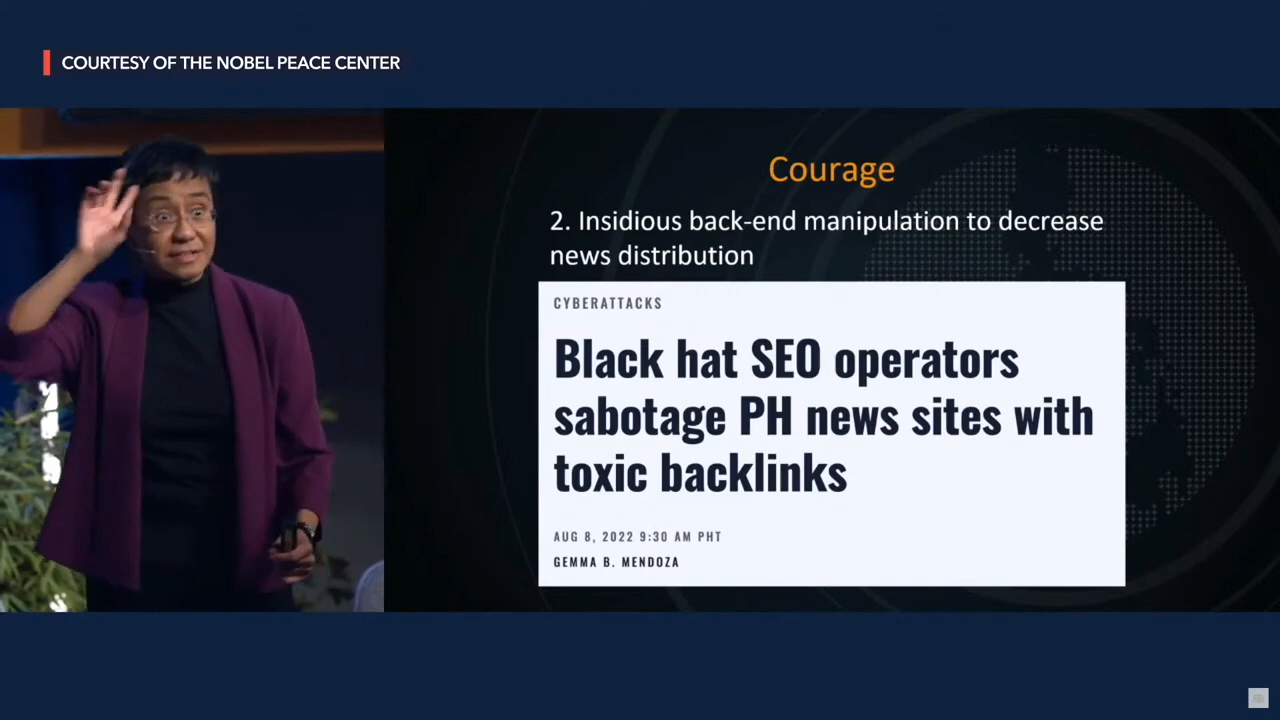 COURTESY OF THE NOBEL PEACE CENTER
Courage
2. Insidious back-end manipulation to decrease
news distribution
CYBERATTACKS
Black hat SEO operators
sabotage PH news sites with
toxic backlinks
AUG 8, 2022 9:30 AM PHT
GEMMA B. MENDOZA